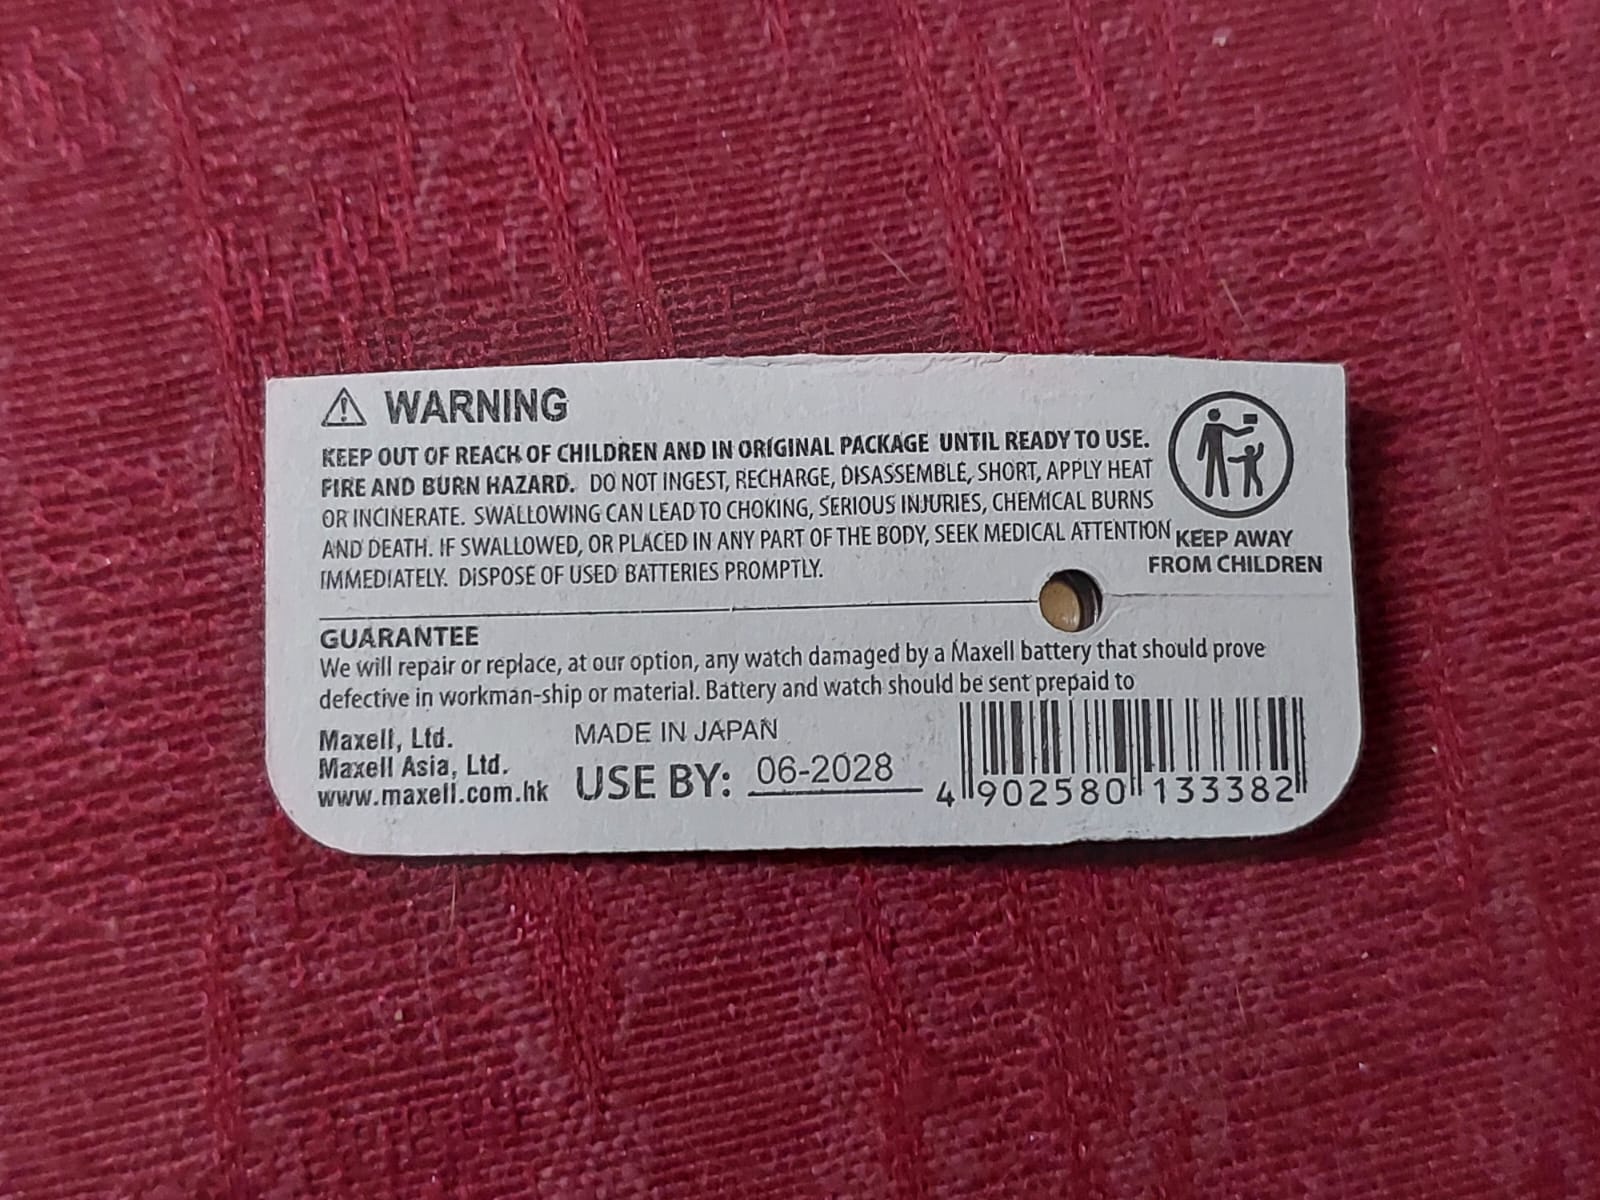 WARNING
KEEP OUT OF REACH OF CHILDREN AND IN ORIGINAL PACKAGE UNTIL READY TO USE.
FIRE AND BURN HAZARD. DO NOT INGEST, RECHARGE, DISASSEMBLE, SHORT, APPLY HEAT
OR INCINERATE. SWALLOWING CAN LEAD TO CHOKING, SERIOUS INJURIES, CHEMICAL BURNS
AND DEATH. IF SWALLOWED, OR PLACED IN ANY PART OF THE BODY, SEEK MEDICAL ATTENTION
IMMEDIATELY. DISPOSE OF USED BATTERIES PROMPTLY.
KEEP AWAY
FROM CHILDREN
GUARANTEE
We will repair or replace, at our option, any watch damaged by a Maxell battery that should prove
defective in workman-ship or material. Battery and watch should be sent prepaid to
Maxell, Ltd.
Maxell Asia, Ltd.
www.maxell.com.hk
MADE IN JAPAN
USE BY: 06-2028
4 902580 133382